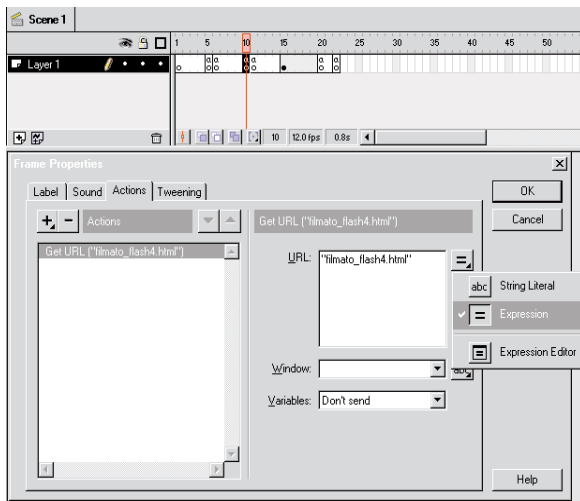 Scene 1
1 5 10 15 20 25 30 35 40 45 50
Layer 1
10 12.0 fps 0.8s
Frame Properties
Label Sound Actions Tweening
OK
Cancel
Actions
Get URL ("filmato_flash4.html")
Get URL ("filmato_flash4.html")
URL: "filmato_flash4.html"
abc String Literal
Expression
Expression Editor
Window:
abc
Variables: Don't send
Help